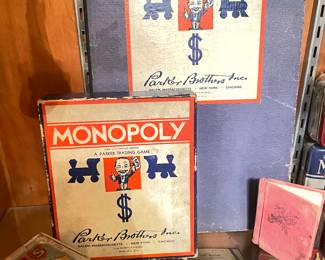 Parker Brothers Inc.
SALEM, MASSACHUSETTS · NEW YORK · CHICAGO
MONOPOLY
A PARKER TRADING GAME
$
Parker Brothers Inc.
SALEM, MASSACHUSETTS · NEW YORK · CHICAGO